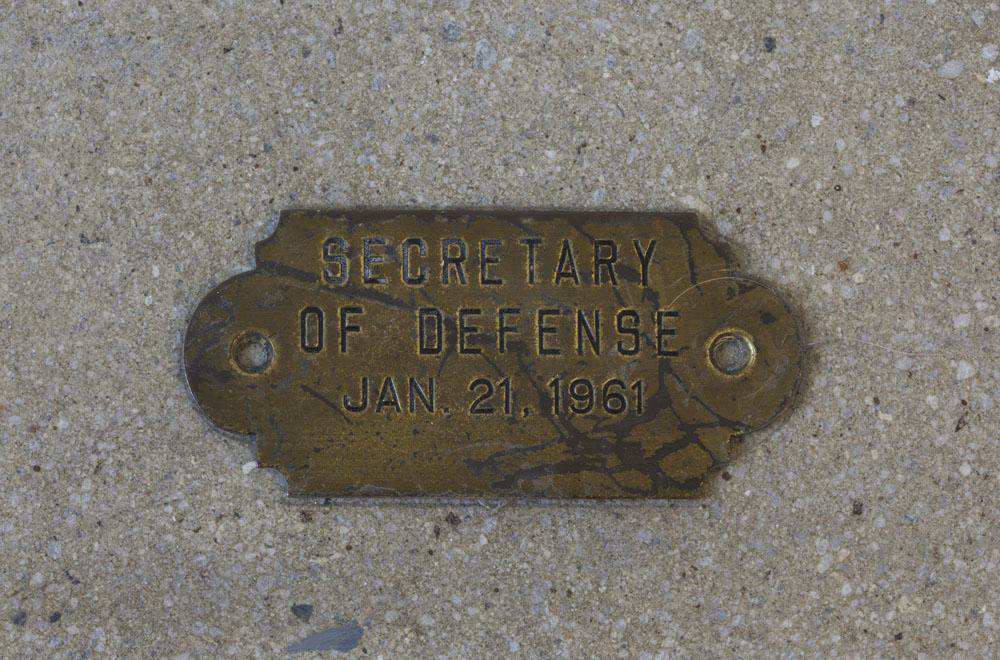 SECRETARY
OF DEFENSE
JAN. 21, 1961